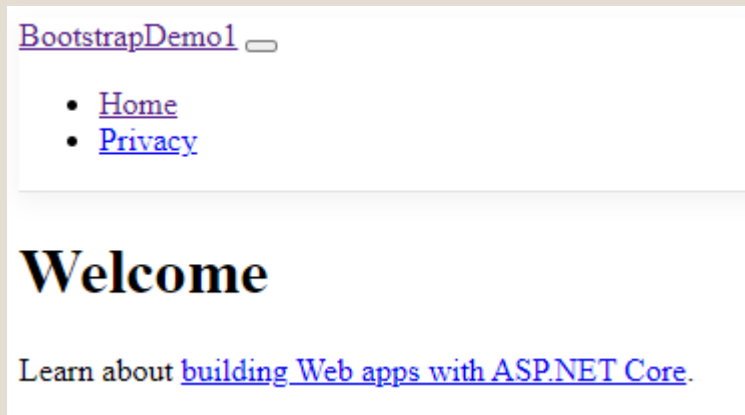 BootstrapDemo1
Home
Privacy
Welcome
Learn about building Web apps with ASP.NET Core.